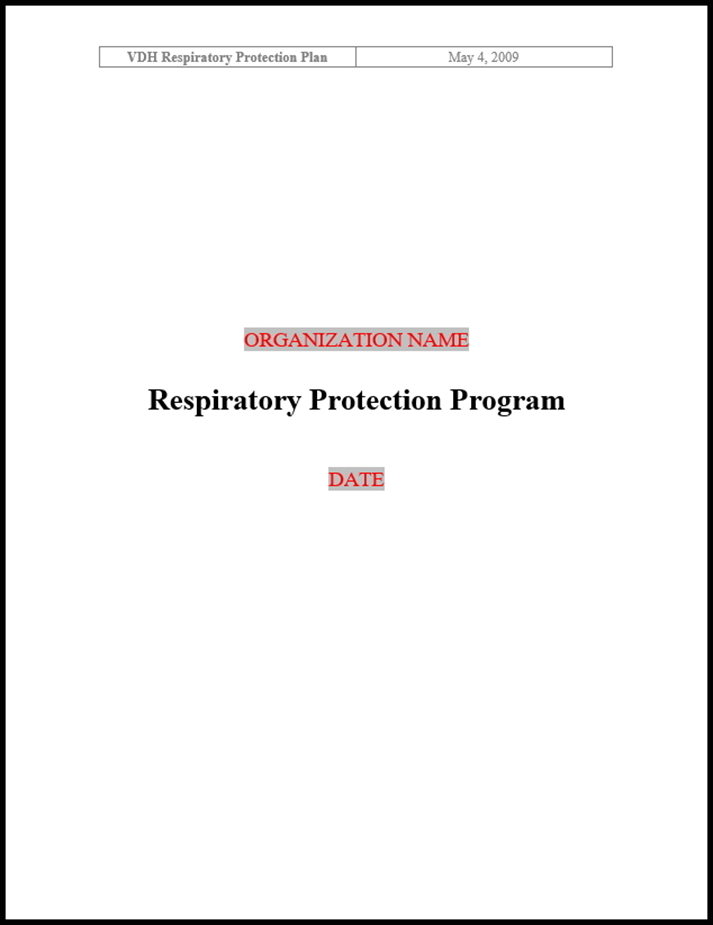 VDH Respiratory Protection Plan May 4, 2009
ORGANIZATION NAME
Respiratory Protection Program
DATE